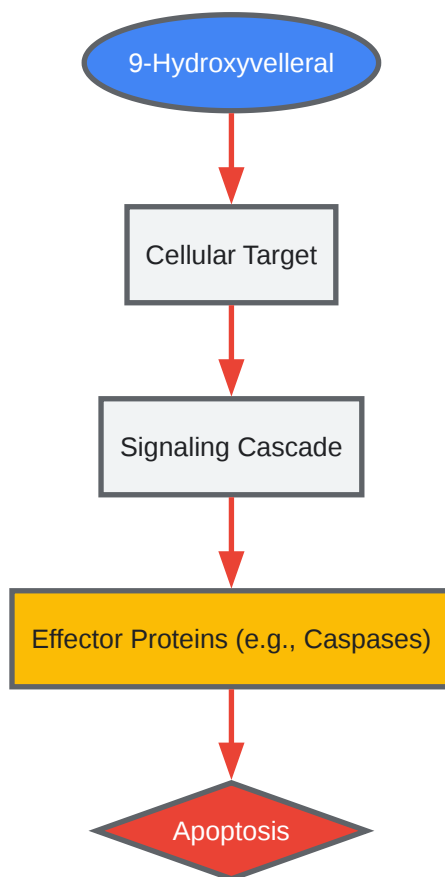 9-Hydroxyvelleral
Cellular Target
Signaling Cascade
Effector Proteins (e.g., Caspases)
Apoptosis